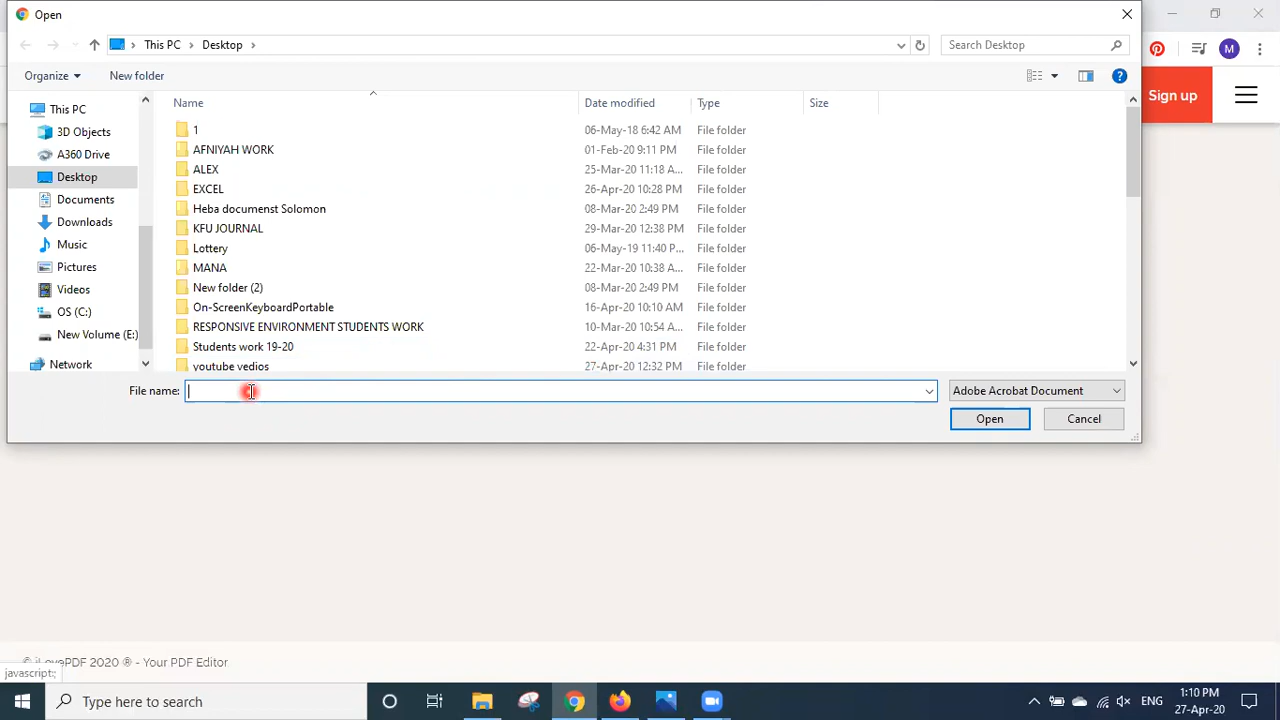 Open
This PC > Desktop >
Search Desktop
M
Organize
New folder
Sign up
This PC
3D Objects
A360 Drive
Desktop
Documents
Downloads
Music
Pictures
Videos
OS (C:)
New Volume (E:)
Network
Name Date modified Type Size
1 06-May-18 6:42 AM File folder
AFNIYAH WORK 01-Feb-20 9:11 PM File folder
ALEX 25-Mar-20 11:18 A... File folder
EXCEL 26-Apr-20 10:28 PM File folder
Heba documenst Solomon 08-Mar-20 2:49 PM File folder
KFU JOURNAL 29-Mar-20 12:38 PM File folder
Lottery 06-May-19 11:40 P... File folder
MANA 22-Mar-20 10:38 A... File folder
New folder (2) 08-Mar-20 2:49 PM File folder
On-ScreenKeyboardPortable 16-Apr-20 10:10 AM File folder
RESPONSIVE ENVIRONMENT STUDENTS WORK 10-Mar-20 10:54 A... File folder
Students work 19-20 22-Apr-20 4:31 PM File folder
youtube vedios 27-Apr-20 12:32 PM File folder
File name:
Adobe Acrobat Document
Open Cancel
© iLovePDF 2020 ® - Your PDF Editor
javascript:;
Type here to search
ENG
1:10 PM
27-Apr-20